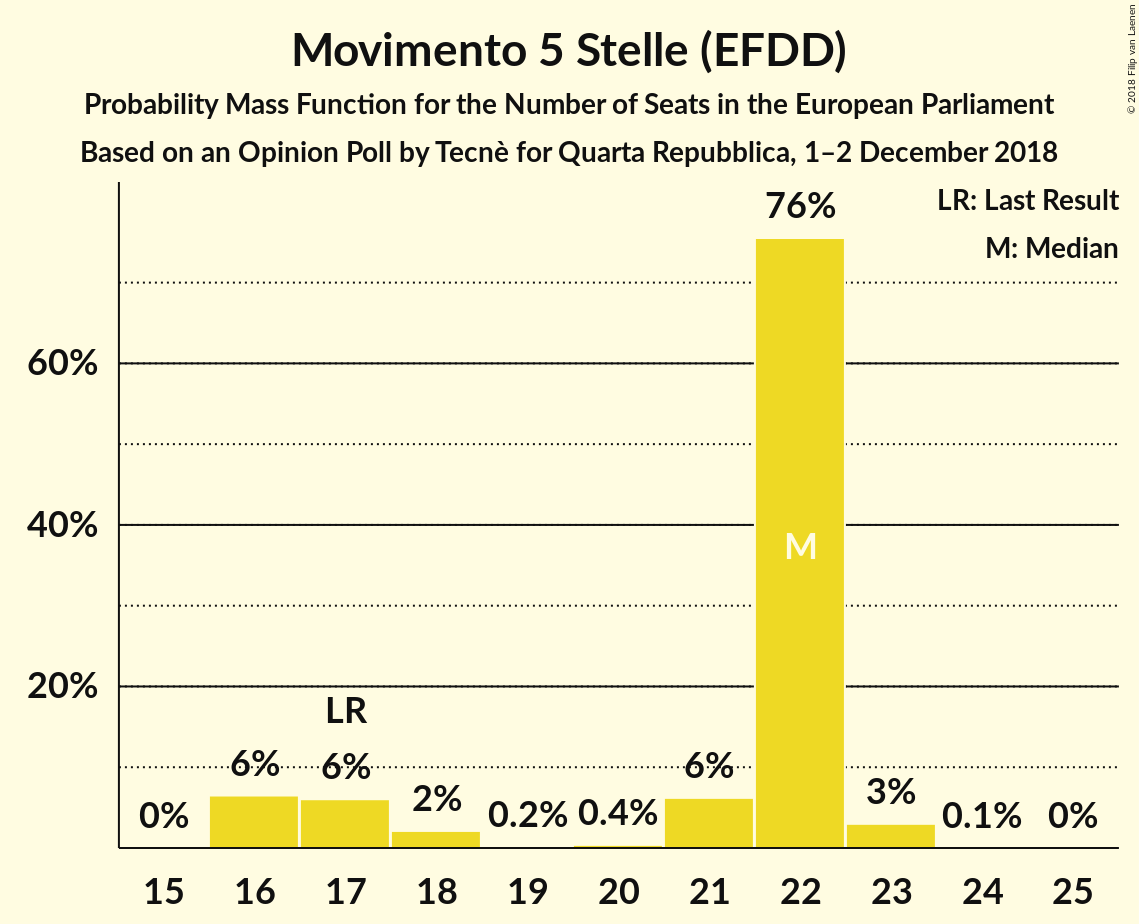 Movimento 5 Stelle (EFDD)
Probability Mass Function for the Number of Seats in the European Parliament
Based on an Opinion Poll by Tecnè for Quarta Repubblica, 1–2 December 2018
© 2018 Filip van Laenen
LR: Last Result
M: Median
60%
40%
20%
0%
6%
LR
6%
2%
0.2%
0.4%
6%
76%
M
3%
0.1%
0%
15 16 17 18 19 20 21 22 23 24 25